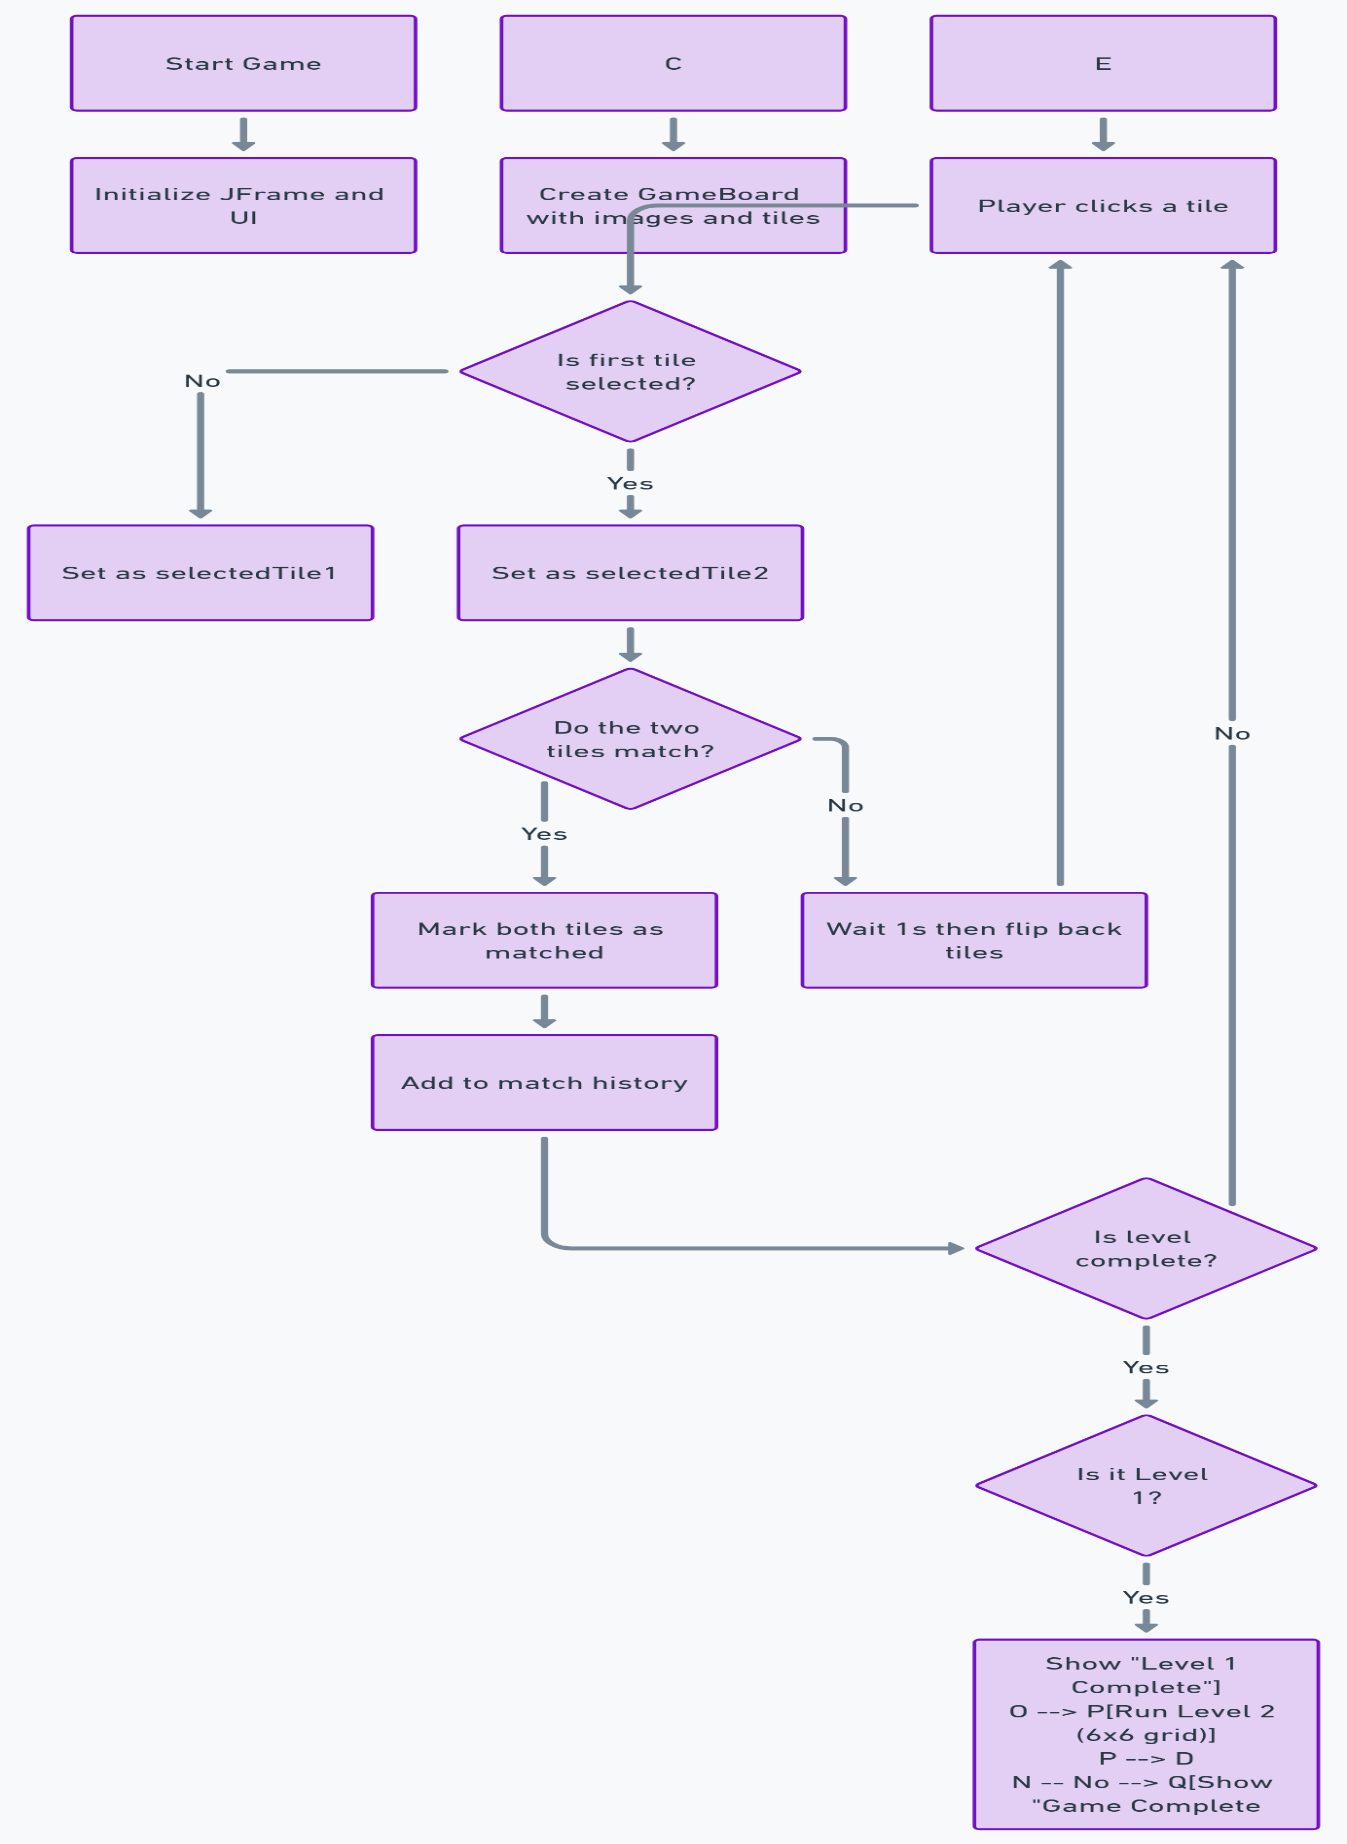 Start Game
C
E
Initialize JFrame and
UI
Create GameBoard
with images and tiles
Player clicks a tile
Is first tile
selected?
No
Yes
Set as selectedTile1
Set as selectedTile2
Do the two
tiles match?
No
Yes
No
Mark both tiles as
matched
Wait 1s then flip back
tiles
Add to match history
Is level
complete?
Yes
Is it Level
1?
Yes
Show "Level 1
Complete"]
O --> P[Run Level 2
(6x6 grid)]
P --> D
N -- No --> Q[Show
"Game Complete